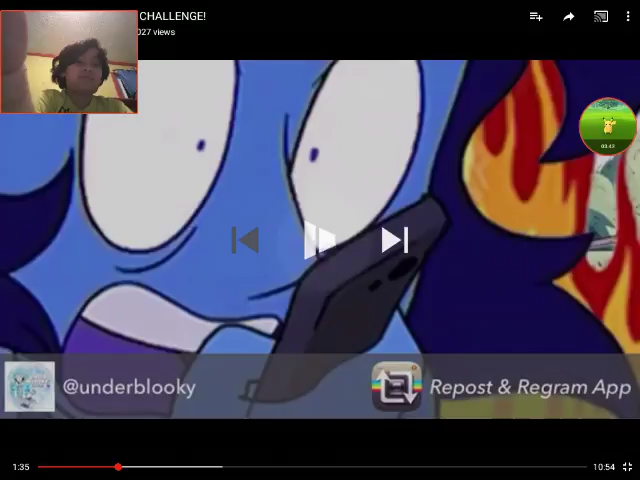 CHALLENGE!
027 views
03:43
@underblooky
Repost & Regram App
1:35
10:54